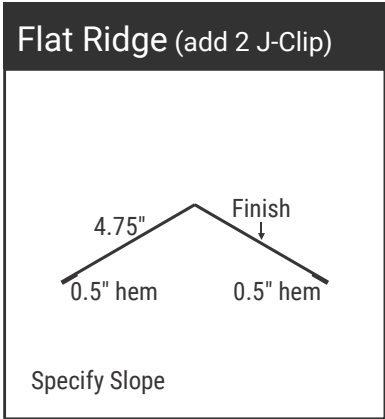 Flat Ridge (add 2 J-Clip)
Finish
4.75"
0.5" hem
0.5" hem
Specify Slope